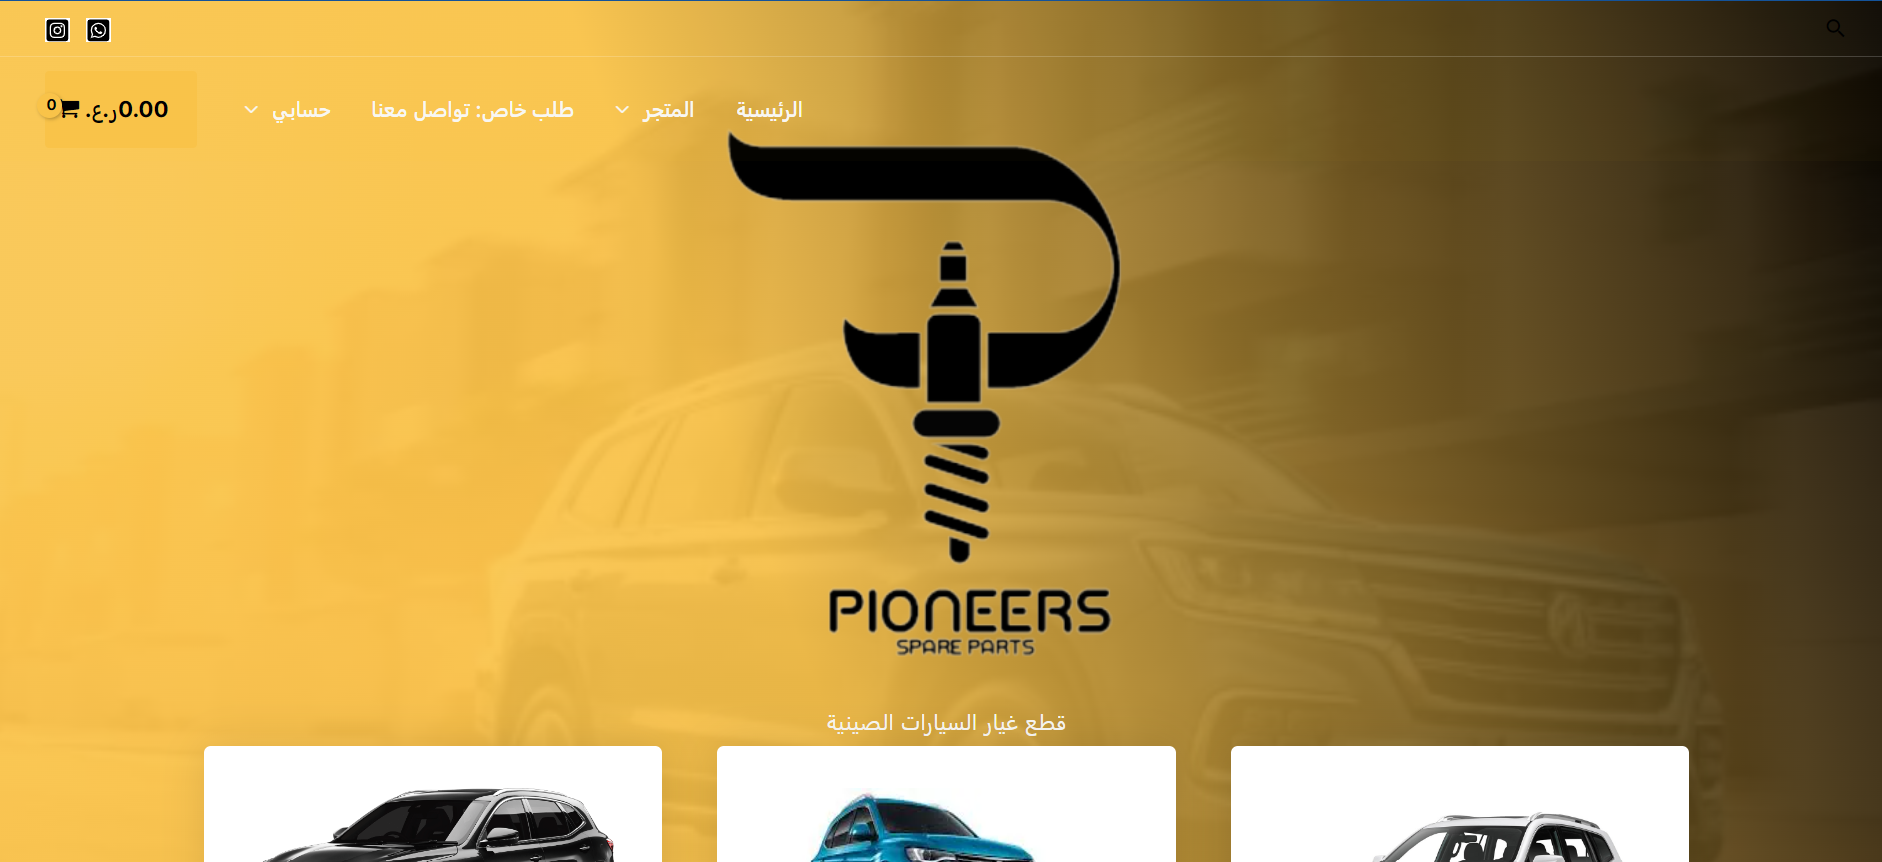 الرئيسية
المتجر
طلب خاص: تواصل معنا
حسابي
0.00ر.ع.
0
PIONEERS
SPARE PARTS
قطع غيار السيارات الصينية